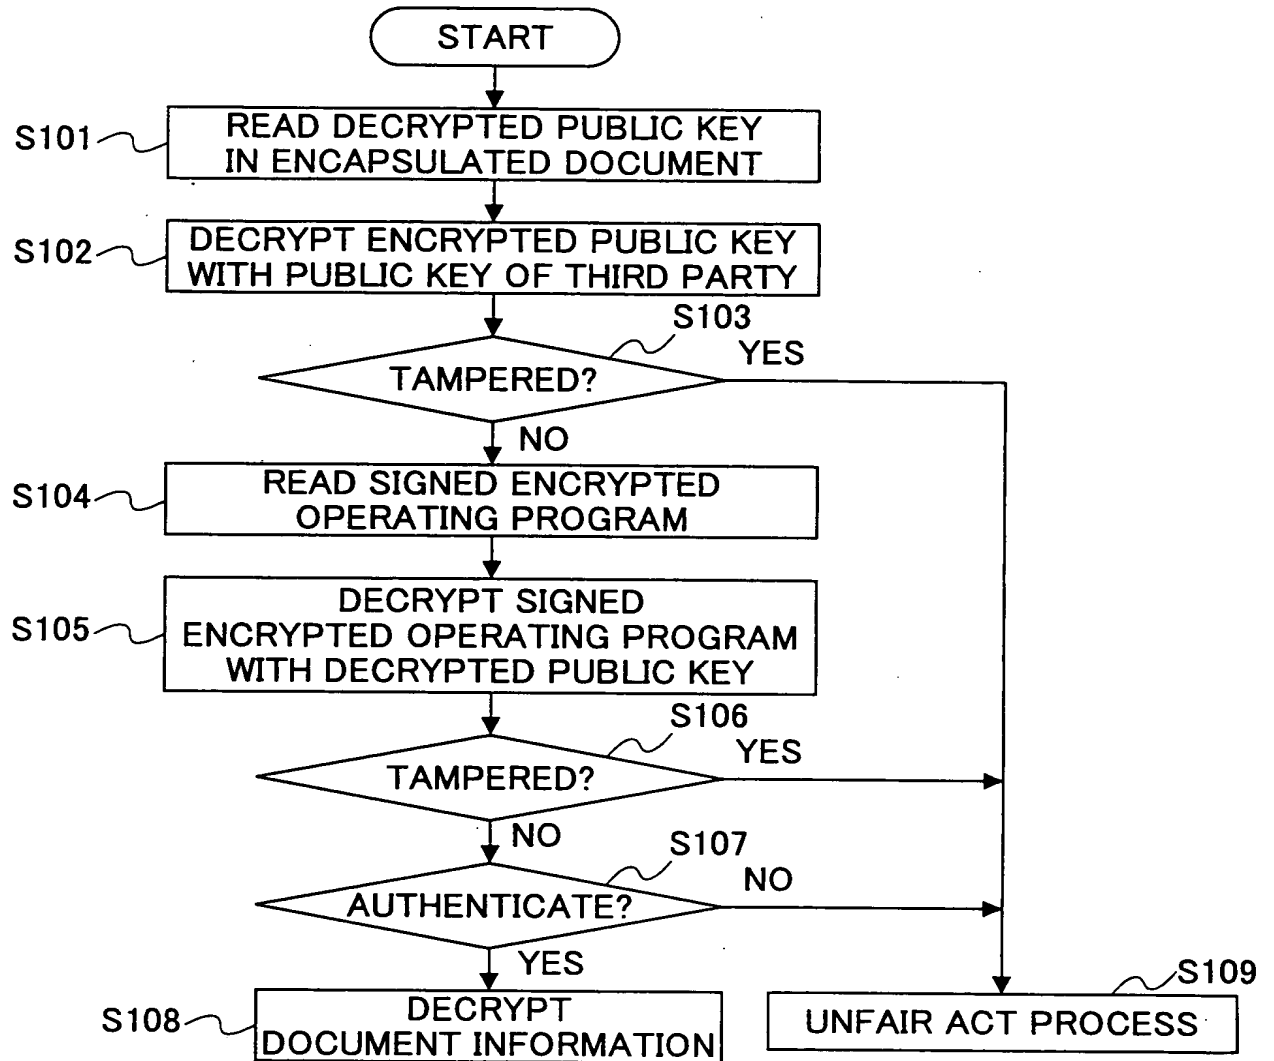 START
S101
READ DECRYPTED PUBLIC KEY
IN ENCAPSULATED DOCUMENT
S102
DECRYPT ENCRYPTED PUBLIC KEY
WITH PUBLIC KEY OF THIRD PARTY
S103
YES
TAMPERED?
NO
S104
READ SIGNED ENCRYPTED
OPERATING PROGRAM
S105
DECRYPT SIGNED
ENCRYPTED OPERATING PROGRAM
WITH DECRYPTED PUBLIC KEY
S106
YES
TAMPERED?
NO
S107
NO
AUTHENTICATE?
YES
S108
DECRYPT
DOCUMENT INFORMATION
S109
UNFAIR ACT PROCESS